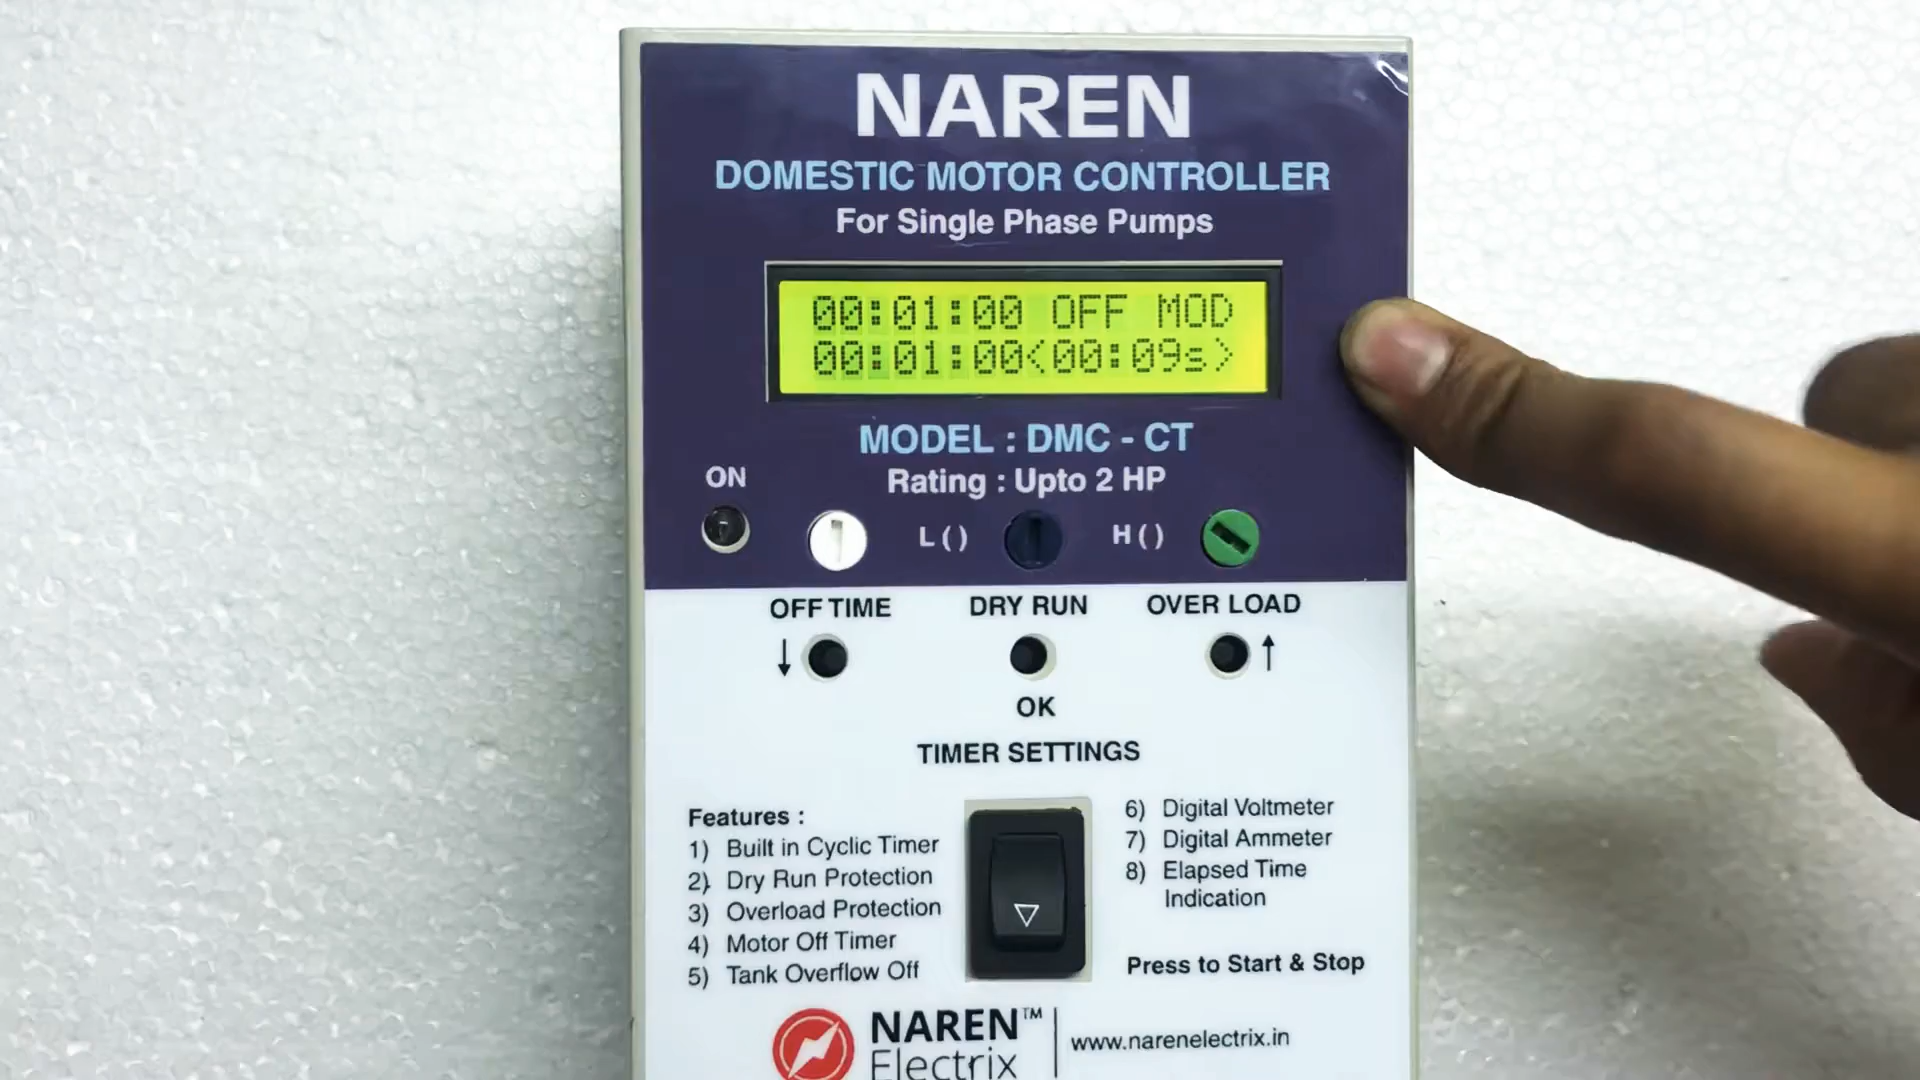 NAREN
DOMESTIC MOTOR CONTROLLER
For Single Phase Pumps
00:01:00 OFF MOD
00:01:00<00:09s>
MODEL : DMC - CT
Rating : Upto 2 HP
ON
L ( )
H ( )
OFF TIME
DRY RUN
OVER LOAD
↓
↑
OK
TIMER SETTINGS
Features :
1) Built in Cyclic Timer
2) Dry Run Protection
3) Overload Protection
4) Motor Off Timer
5) Tank Overflow Off
6) Digital Voltmeter
7) Digital Ammeter
8) Elapsed Time
Indication
Press to Start & Stop
NAREN™
Electrix
www.narenelectrix.in